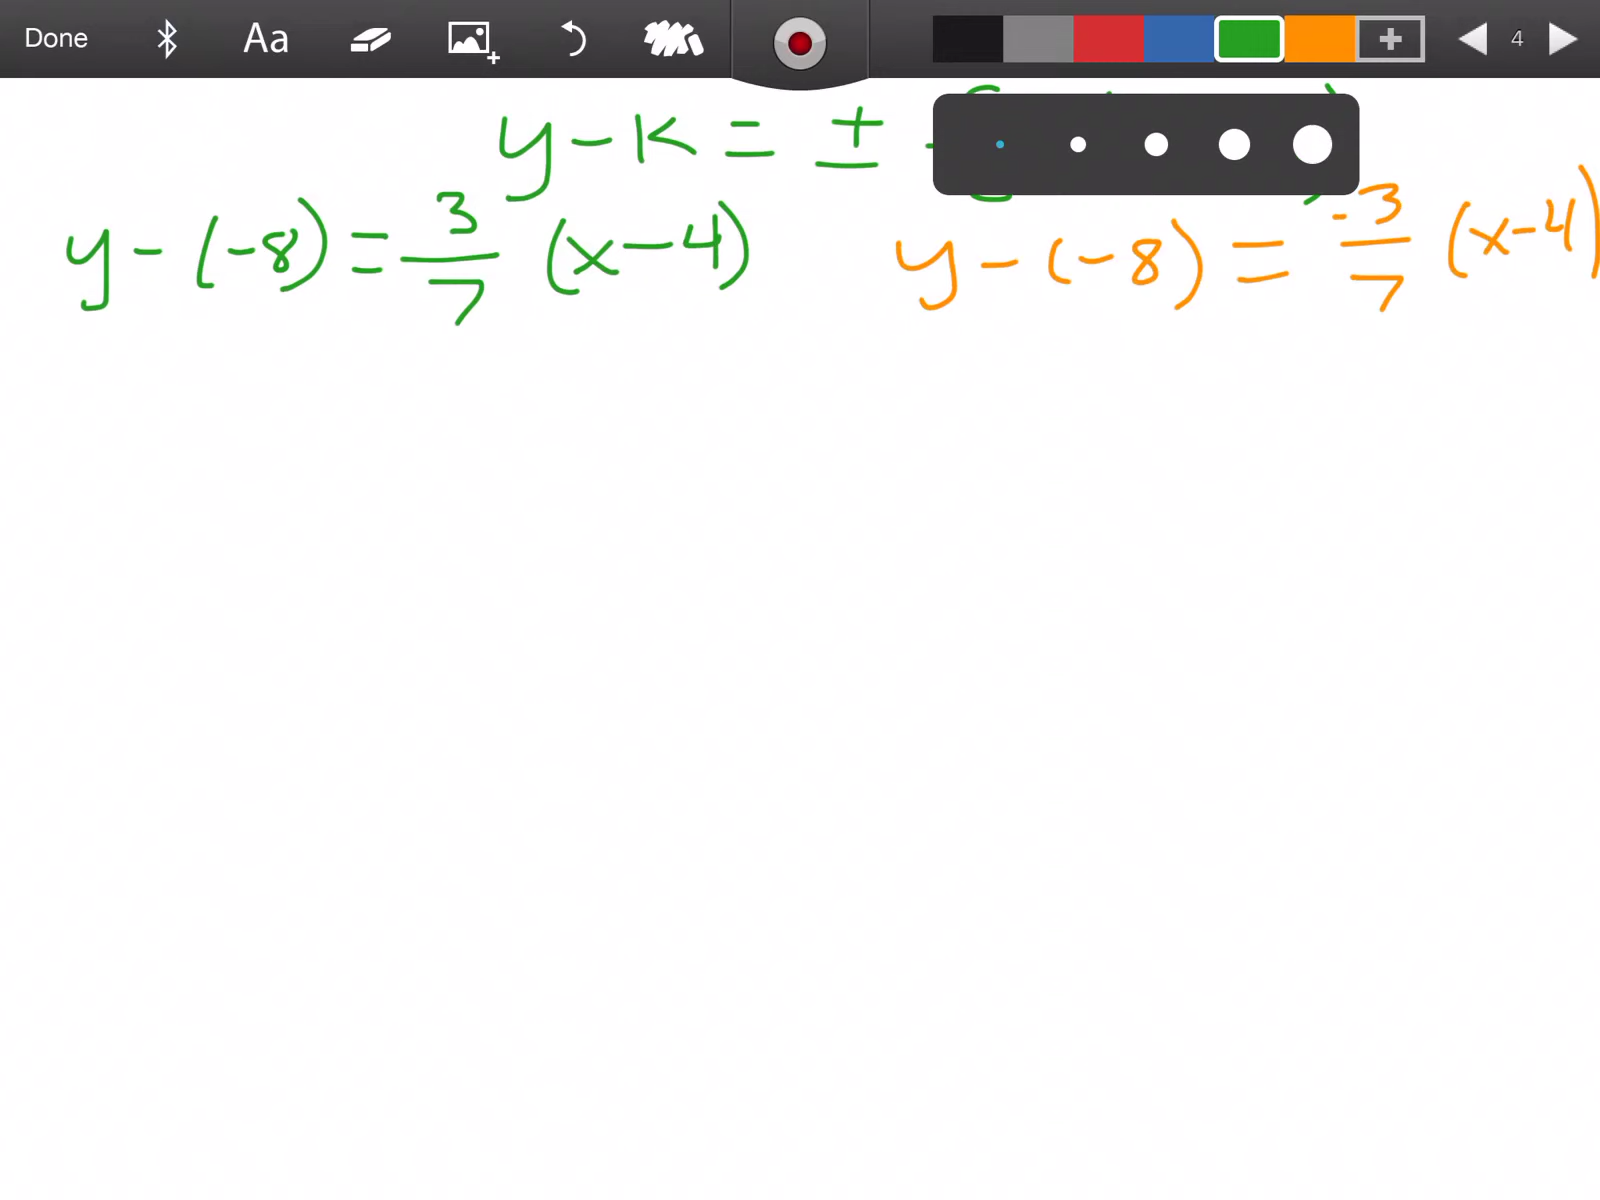 Done Aa 4
y - k = ±
y - (-8) = 3/7 (x-4)
y - (-8) = -3/7 (x-4)